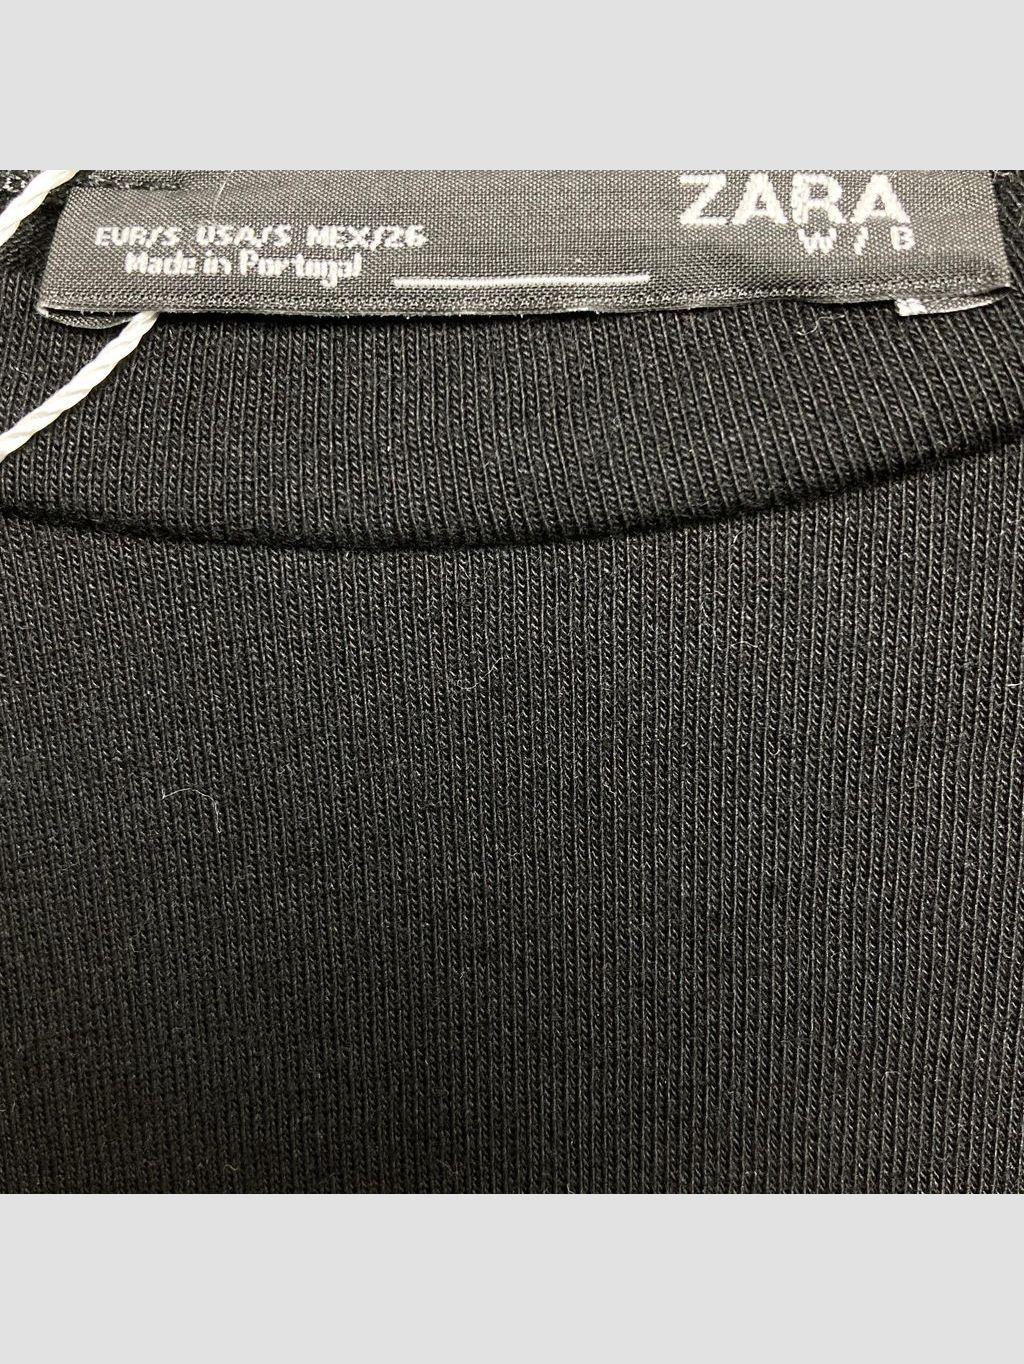 ZARA
W / B
EUR/S USA/S MEX/26
Made in Portugal